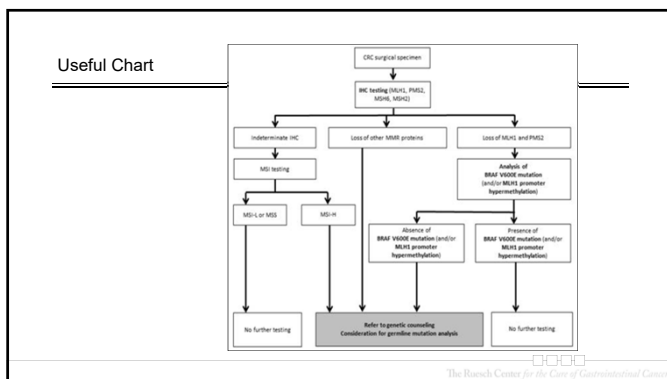 Useful Chart
CRC surgical specimen
IHC testing (MLH1, PMS2,
MSH6, MSH2)
Indeterminate IHC
Loss of other MMR proteins
Loss of MLH1 and PMS2
MSI testing
Analysis of
BRAF V600E mutation
(and/or MLH1 promoter
hypermethylation)
MSI-L or MSS
MSI-H
Absence of
BRAF V600E mutation (and/or
MLH1 promoter
hypermethylation)
Presence of
BRAF V600E mutation (and/or
MLH1 promoter
hypermethylation)
No further testing
Refer to genetic counseling
Consideration for germline mutation analysis
No further testing
The Ruesch Center for the Cure of Gastrointestinal Cancer